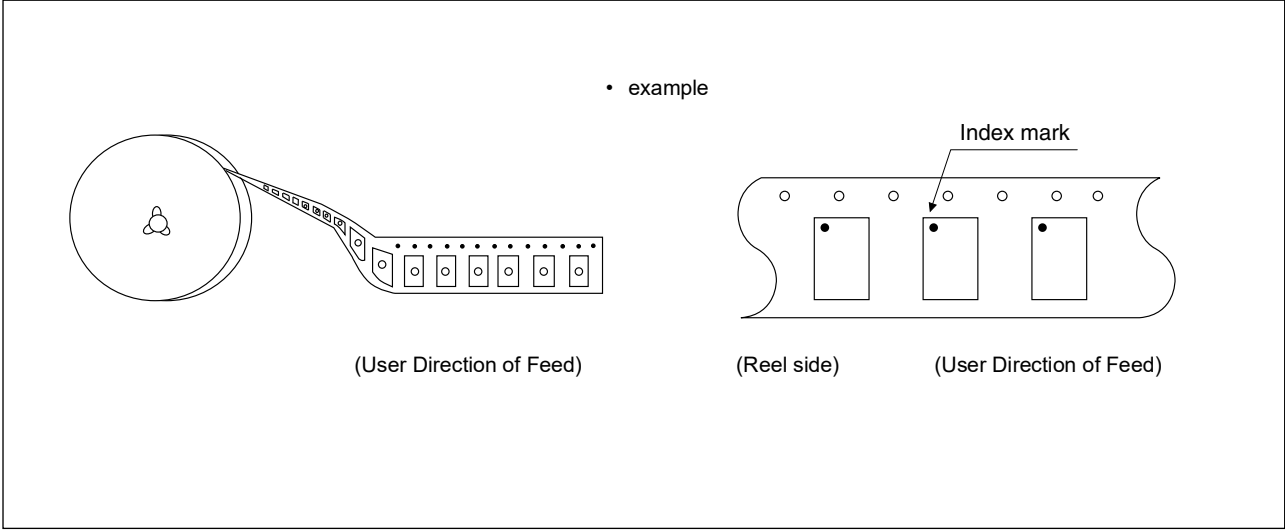 • example
Index mark
(User Direction of Feed)
(Reel side)
(User Direction of Feed)